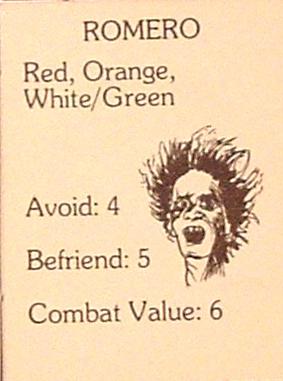 ROMERO
Red, Orange,
White/Green
Avoid: 4
Befriend: 5
Combat Value: 6